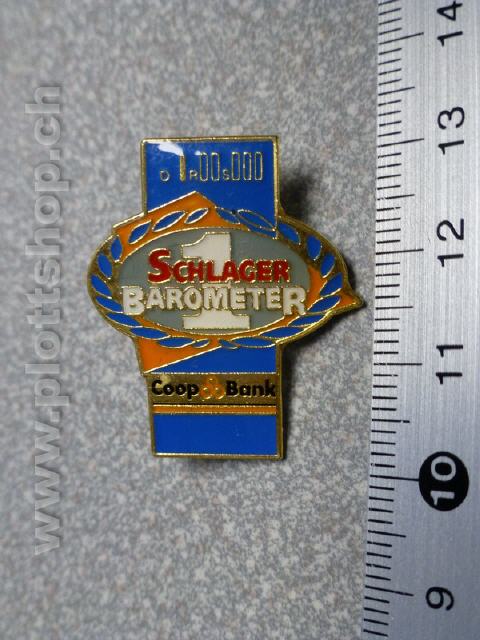 SCHLAGER
BAROMETER
1
Coop Bank
14
13
12
11
10
9
www.plottshop.ch